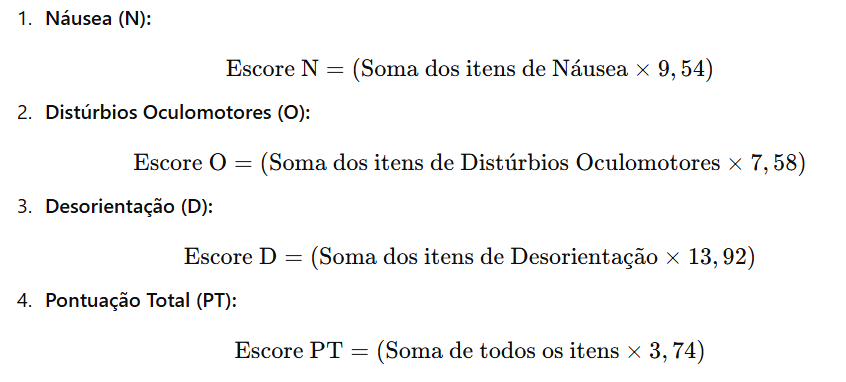 1. Náusea (N):
Escore N = (Soma dos itens de Náusea × 9, 54)
2. Distúrbios Oculomotores (O):
Escore O = (Soma dos itens de Distúrbios Oculomotores × 7, 58)
3. Desorientação (D):
Escore D = (Soma dos itens de Desorientação × 13, 92)
4. Pontuação Total (PT):
Escore PT = (Soma de todos os itens × 3, 74)